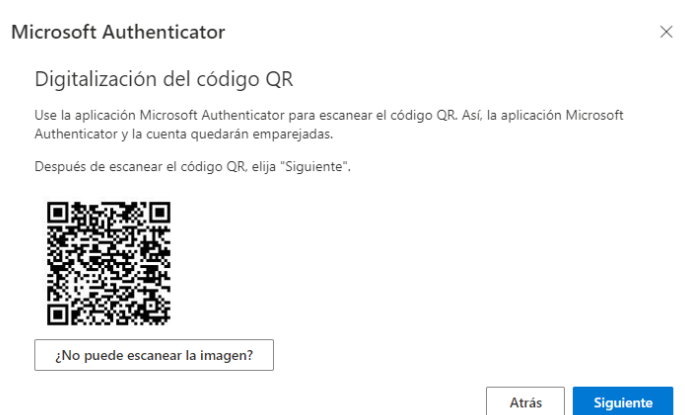 Microsoft Authenticator
Digitalización del código QR
Use la aplicación Microsoft Authenticator para escanear el código QR. Así, la aplicación Microsoft
Authenticator y la cuenta quedarán emparejadas.
Después de escanear el código QR, elija "Siguiente".
¿No puede escanear la imagen?
Atrás
Siguiente